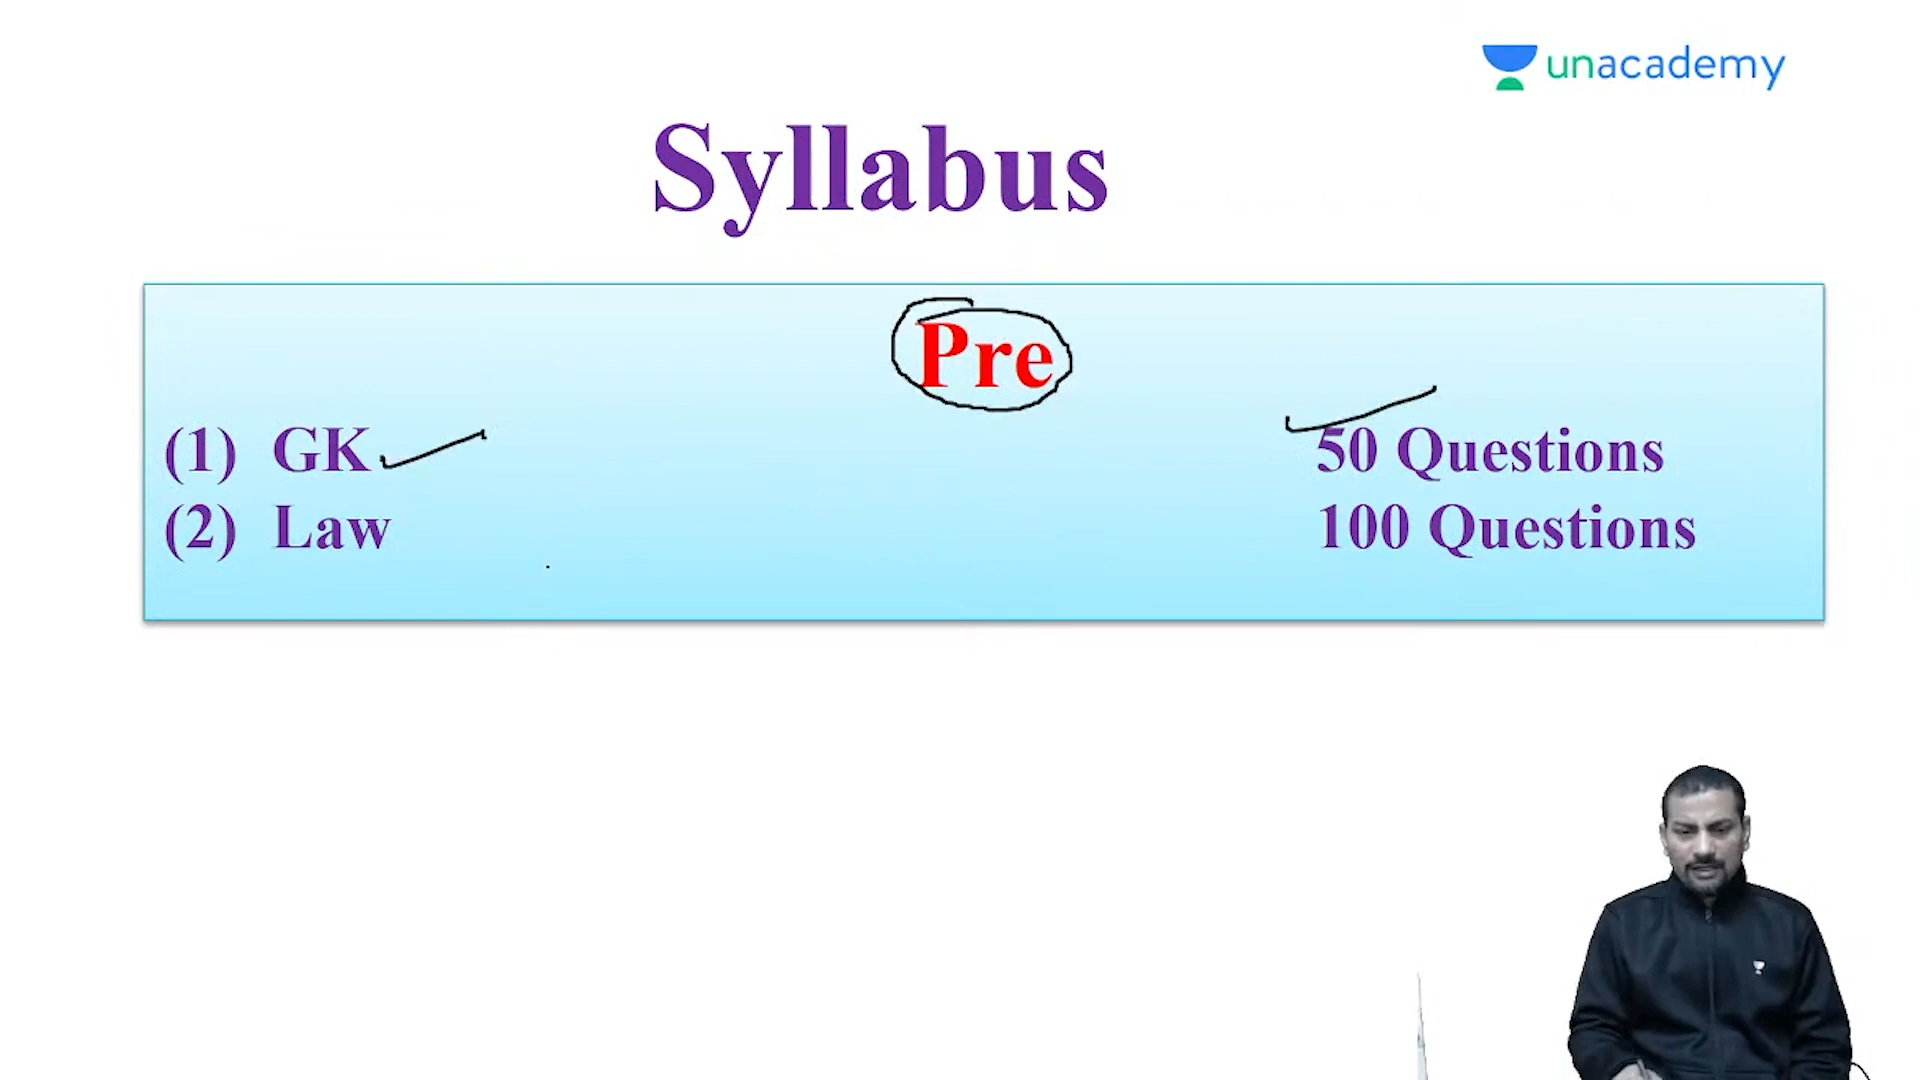 unacademy
Syllabus
Pre
(1) GK 50 Questions
(2) Law 100 Questions